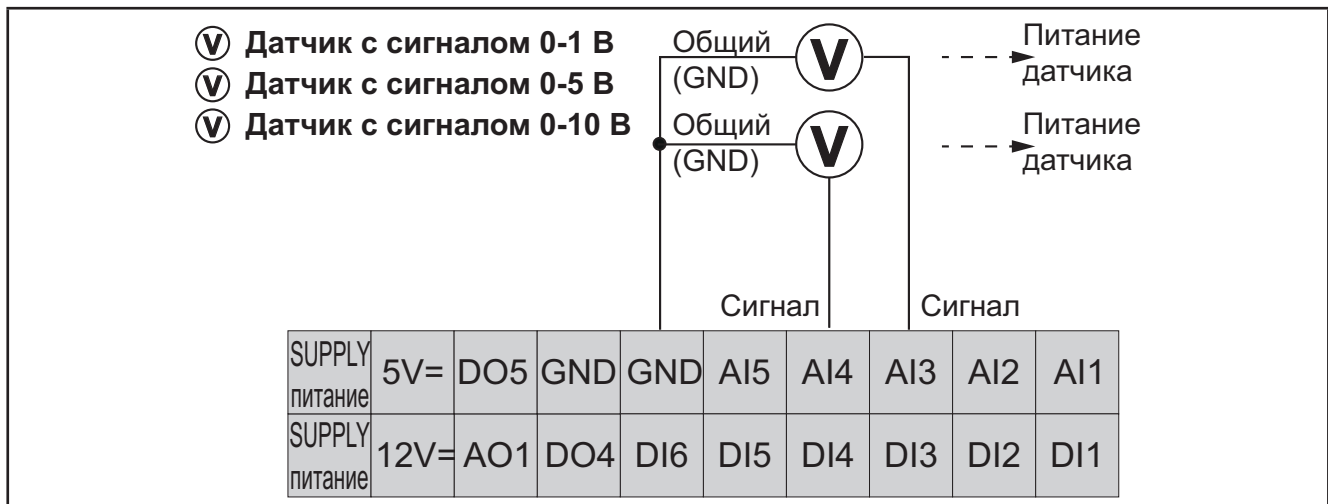 V Датчик с сигналом 0-1 В
V Датчик с сигналом 0-5 В
V Датчик с сигналом 0-10 В
Общий
(GND)
V
Питание
датчика
Общий
(GND)
V
Питание
датчика
Сигнал
Сигнал
SUPPLY
питание
5V= DO5 GND GND AI5 AI4 AI3 AI2 AI1
SUPPLY
питание
12V= AO1 DO4 DI6 DI5 DI4 DI3 DI2 DI1